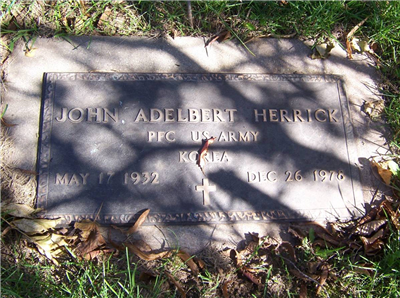 JOHN ADELBERT HERRICK
PFC US ARMY
KOREA
MAY 17 1932 DEC 26 1976